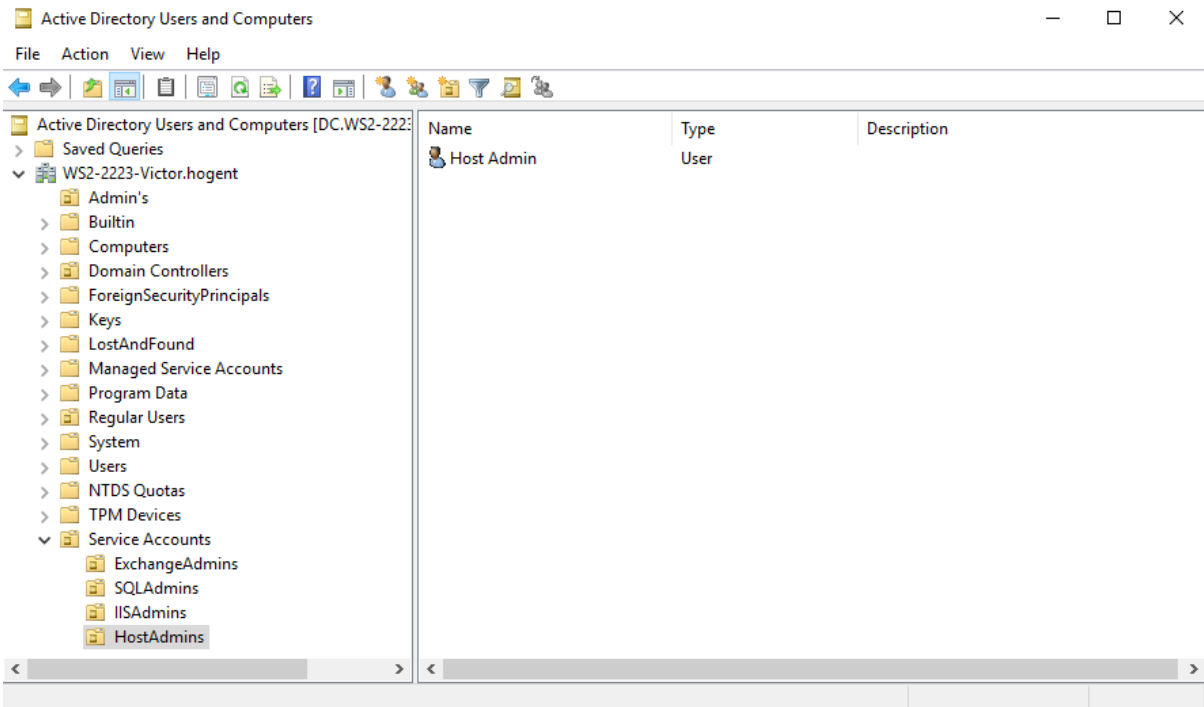 Active Directory Users and Computers
File Action View Help
Active Directory Users and Computers [DC.WS2-2223
Saved Queries
WS2-2223-Victor.hogent
Admin's
Builtin
Computers
Domain Controllers
ForeignSecurityPrincipals
Keys
LostAndFound
Managed Service Accounts
Program Data
Regular Users
System
Users
NTDS Quotas
TPM Devices
Service Accounts
ExchangeAdmins
SQLAdmins
IISAdmins
HostAdmins
Name Type Description
Host Admin User